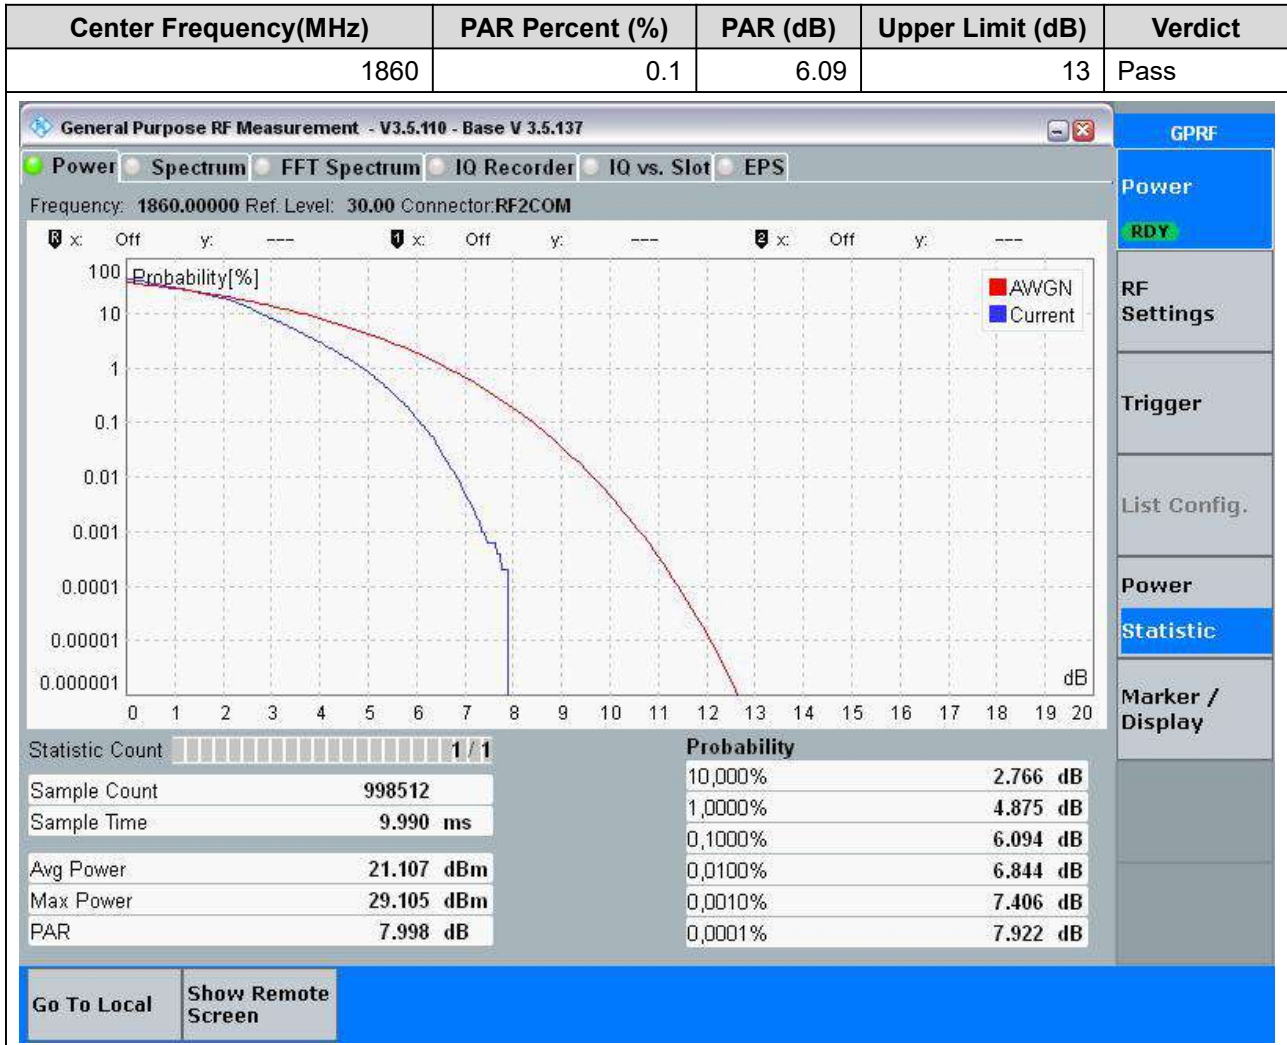 Center Frequency(MHz) PAR Percent (%) PAR (dB) Upper Limit (dB) Verdict
1860 0.1 6.09 13 Pass
General Purpose RF Measurement - V3.5.110 - Base V 3.5.137
GPRF
Power Spectrum FFT Spectrum IQ Recorder IQ vs. Slot EPS
Frequency: 1860.00000 Ref. Level: 30.00 Connector:RF2COM
R x: Off y: --- 1 x: Off y: --- 2 x: Off y: ---
Probability[%]
100
10
1
0.1
0.01
0.001
0.0001
0.00001
0.000001
AWGN
Current
dB
0 1 2 3 4 5 6 7 8 9 10 11 12 13 14 15 16 17 18 19 20
Statistic Count 1 / 1
Sample Count 998512
Sample Time 9.990 ms
Avg Power 21.107 dBm
Max Power 29.105 dBm
PAR 7.998 dB
Probability
10,000% 2.766 dB
1,0000% 4.875 dB
0,1000% 6.094 dB
0,0100% 6.844 dB
0,0010% 7.406 dB
0,0001% 7.922 dB
Power
RDY
RF
Settings
Trigger
List Config.
Power
Statistic
Marker /
Display
Go To Local
Show Remote
Screen